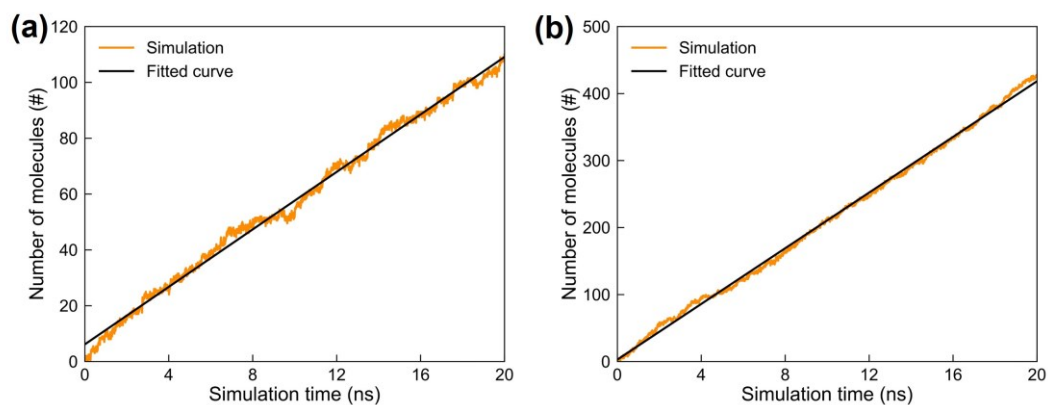 (a)
120
100
80
60
40
20
0
Number of molecules (#)
Simulation
Fitted curve
0 4 8 12 16 20
Simulation time (ns)
(b)
500
400
300
200
100
0
Number of molecules (#)
Simulation
Fitted curve
0 4 8 12 16 20
Simulation time (ns)